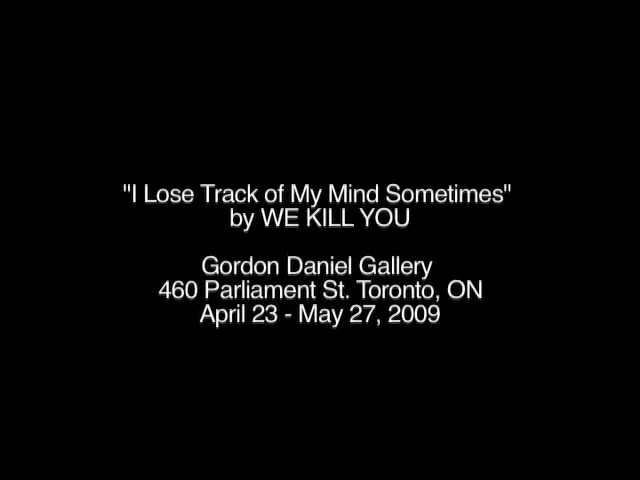 "I Lose Track of My Mind Sometimes"
by WE KILL YOU
Gordon Daniel Gallery
460 Parliament St. Toronto, ON
April 23 - May 27, 2009